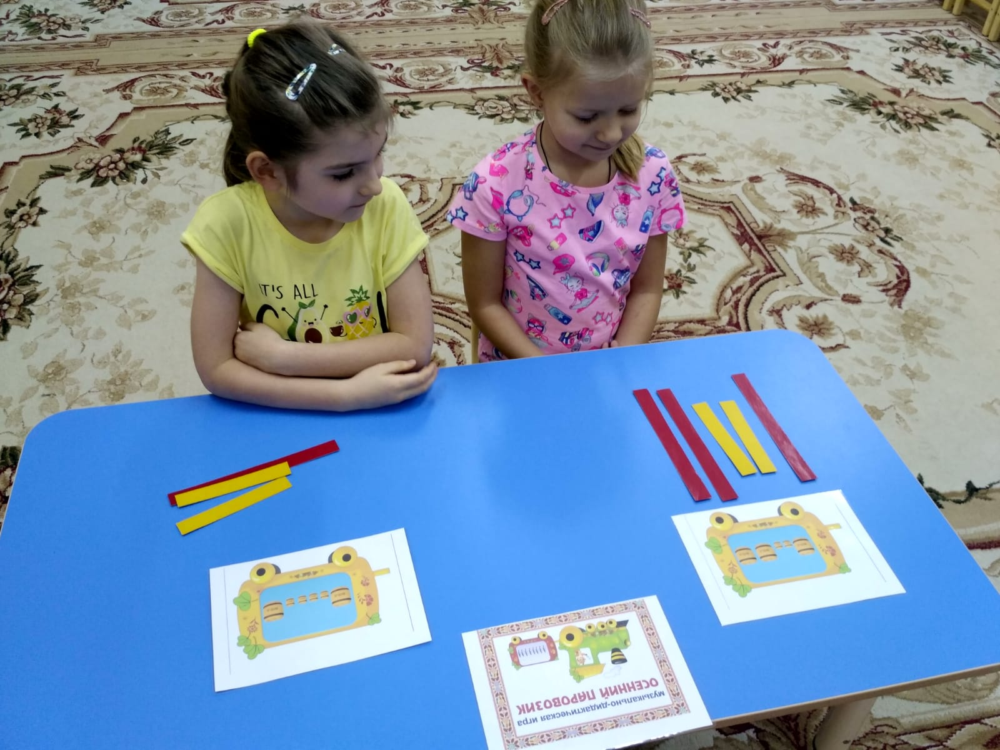 IT'S ALL
музыкально-дидактическая игра
ОСЕННИЙ ПАРОВОЗИК